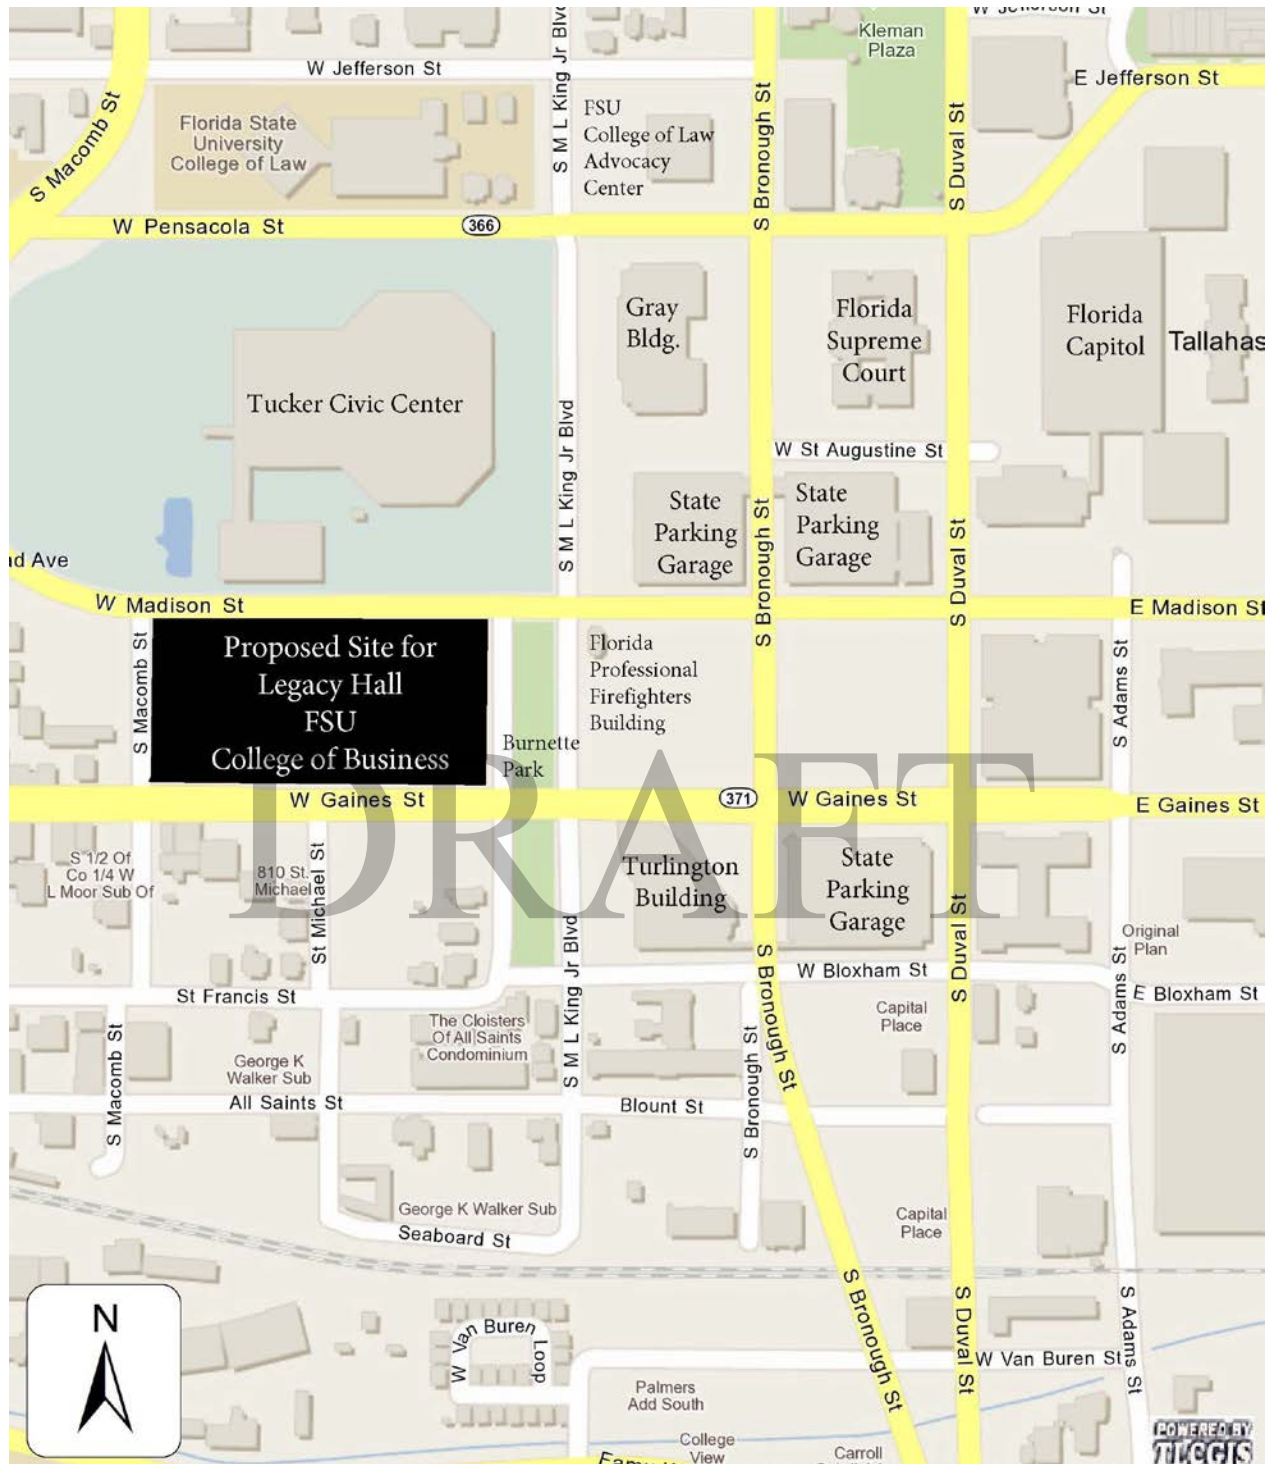 W Jefferson St
Kleman
Plaza
W Jefferson St
E Jefferson St
S Macomb St
S M L King Jr Blvd
S Bronough St
S Duval St
Florida State
University
College of Law
FSU
College of Law
Advocacy
Center
W Pensacola St
366
Gray
Bldg.
Florida
Supreme
Court
Florida
Capitol
Tallahas
Tucker Civic Center
S M L King Jr Blvd
W St Augustine St
State
Parking
Garage
State
Parking
Garage
S Bronough St
S Duval St
nd Ave
W Madison St
E Madison St
S Macomb St
Proposed Site for
Legacy Hall
FSU
College of Business
Florida
Professional
Firefighters
Building
Burnette
Park
S Adams St
DRAFT
W Gaines St
371
W Gaines St
E Gaines St
S 1/2 Of
Co 1/4 W
L Moor Sub Of
810 St.
Michael
St Michael St
Turlington
Building
State
Parking
Garage
S M L King Jr Blvd
S Bronough St
S Duval St
Original
Plan
S Adams St
W Bloxham St
E Bloxham St
St Francis St
S Macomb St
George K
Walker Sub
The Cloisters
Of All Saints
Condominium
Capital
Place
S Bronough St
All Saints St
Blount St
George K Walker Sub
Seaboard St
Capital
Place
N
W Van Buren Loop
S Bronough St
S Duval St
S Adams St
W Van Buren St
Palmers
Add South
College
View
Carroll
POWERED BY
TLCGIS